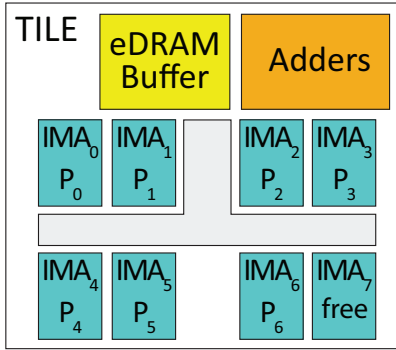 TILE
eDRAM
Buffer
Adders
IMA0 IMA1 IMA2 IMA3
P0 P1 P2 P3
IMA4 IMA5 IMA6 IMA7
P4 P5 P6 free